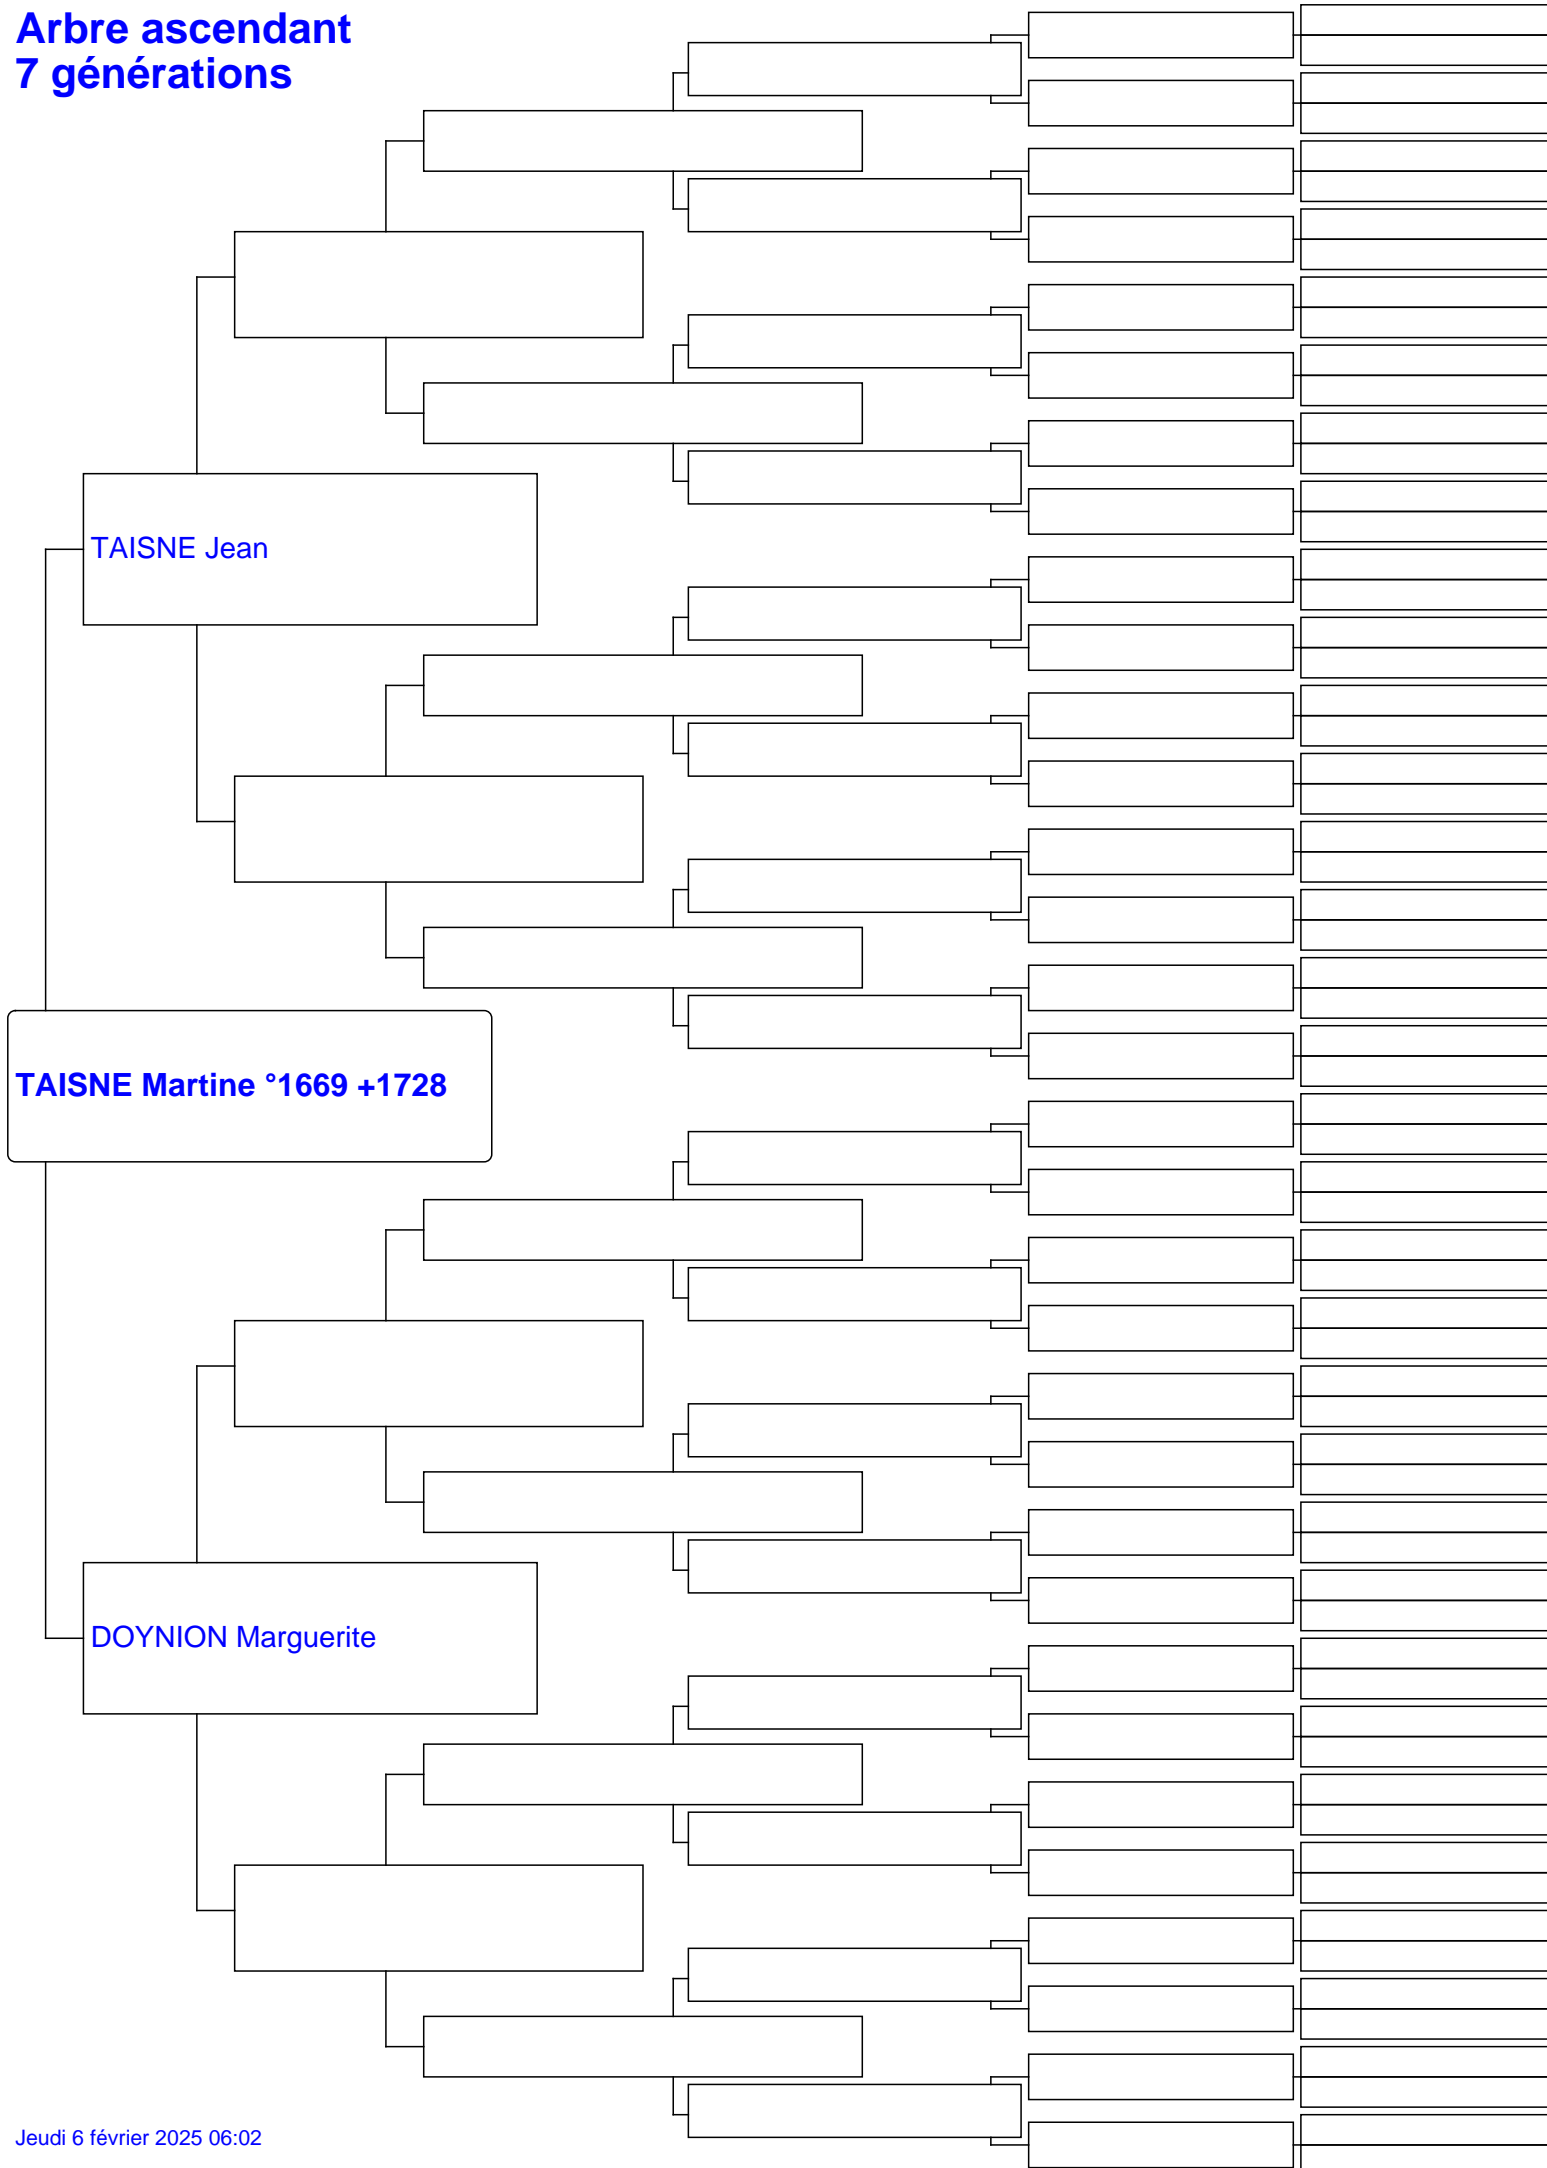 Arbre ascendant
7 générations
TAISNE Jean
TAISNE Martine °1669 +1728
DOYNION Marguerite
Jeudi 6 février 2025 06:02